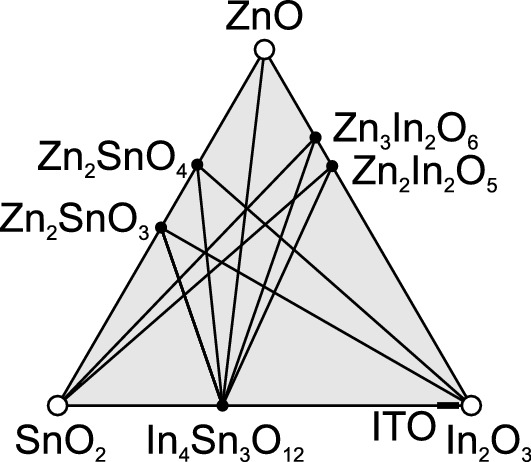 ZnO
Zn₃In₂O₆
Zn₂SnO₄
Zn₂In₂O₅
Zn₂SnO₃
ITO
SnO₂
In₄Sn₃O₁₂
In₂O₃